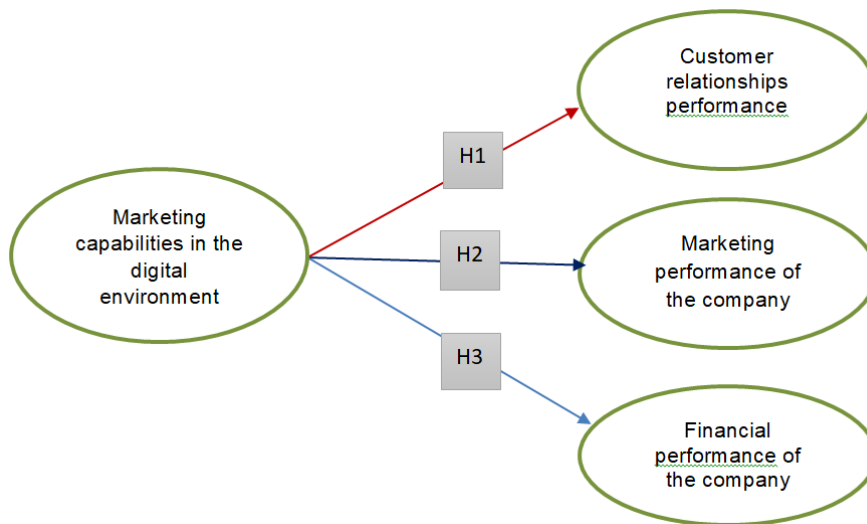 Customer
relationships
performance
H1
Marketing
capabilities in the
digital
environment
H2
Marketing
performance of
the company
H3
Financial
performance of
the company